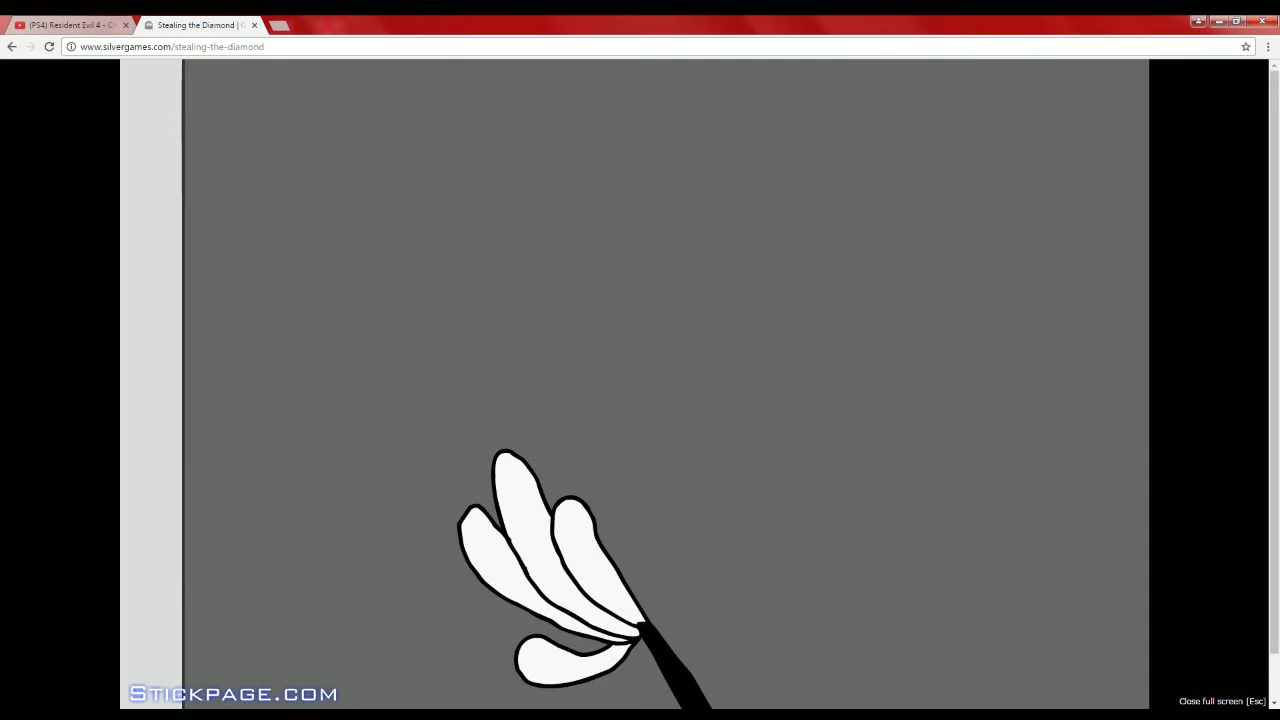 (PS4) Resident Evil 4 - Ch
Stealing the Diamond | C
www.silvergames.com/stealing-the-diamond
STICKPAGE.COM
Close full screen [Esc]